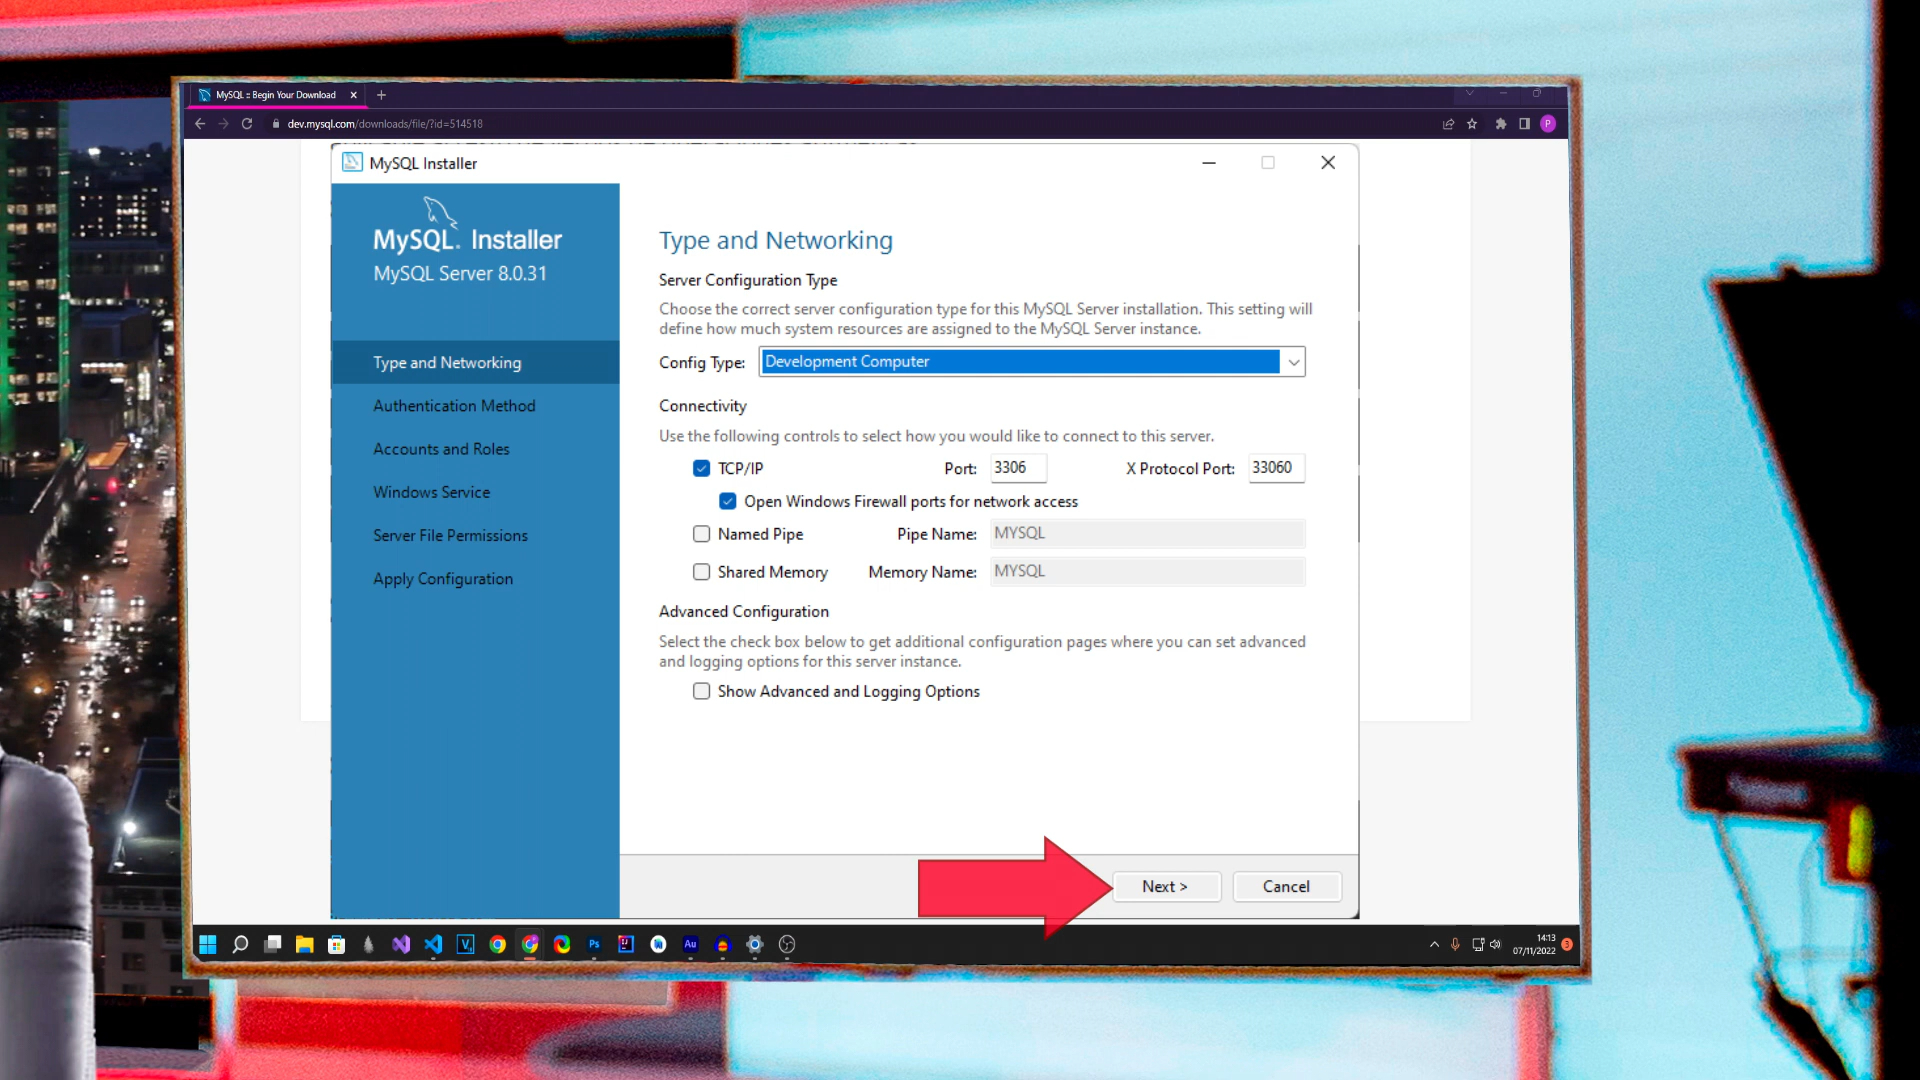 MySQL :: Begin Your Download
dev.mysql.com/downloads/file/?id=514518
P
MySQL Installer
MySQL. Installer
MySQL Server 8.0.31
Type and Networking
Authentication Method
Accounts and Roles
Windows Service
Server File Permissions
Apply Configuration
Type and Networking
Server Configuration Type
Choose the correct server configuration type for this MySQL Server installation. This setting will
define how much system resources are assigned to the MySQL Server instance.
Config Type: Development Computer
Connectivity
Use the following controls to select how you would like to connect to this server.
TCP/IP Port: 3306 X Protocol Port: 33060
Open Windows Firewall ports for network access
Named Pipe Pipe Name: MYSQL
Shared Memory Memory Name: MYSQL
Advanced Configuration
Select the check box below to get additional configuration pages where you can set advanced
and logging options for this server instance.
Show Advanced and Logging Options
Next > Cancel
Ps
Au
14:13
07/11/2022
3